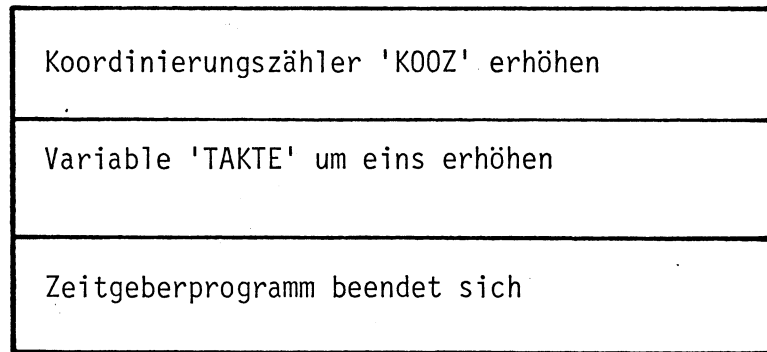 Koordinierungszähler 'KOOZ' erhöhen
Variable 'TAKTE' um eins erhöhen
Zeitgeberprogramm beendet sich